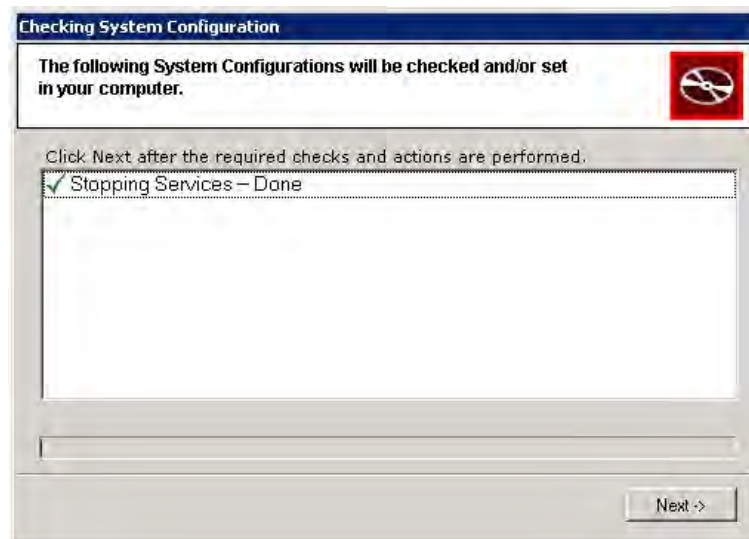 Checking System Configuration
The following System Configurations will be checked and/or set
in your computer.
Click Next after the required checks and actions are performed.
Stopping Services – Done
Next ->